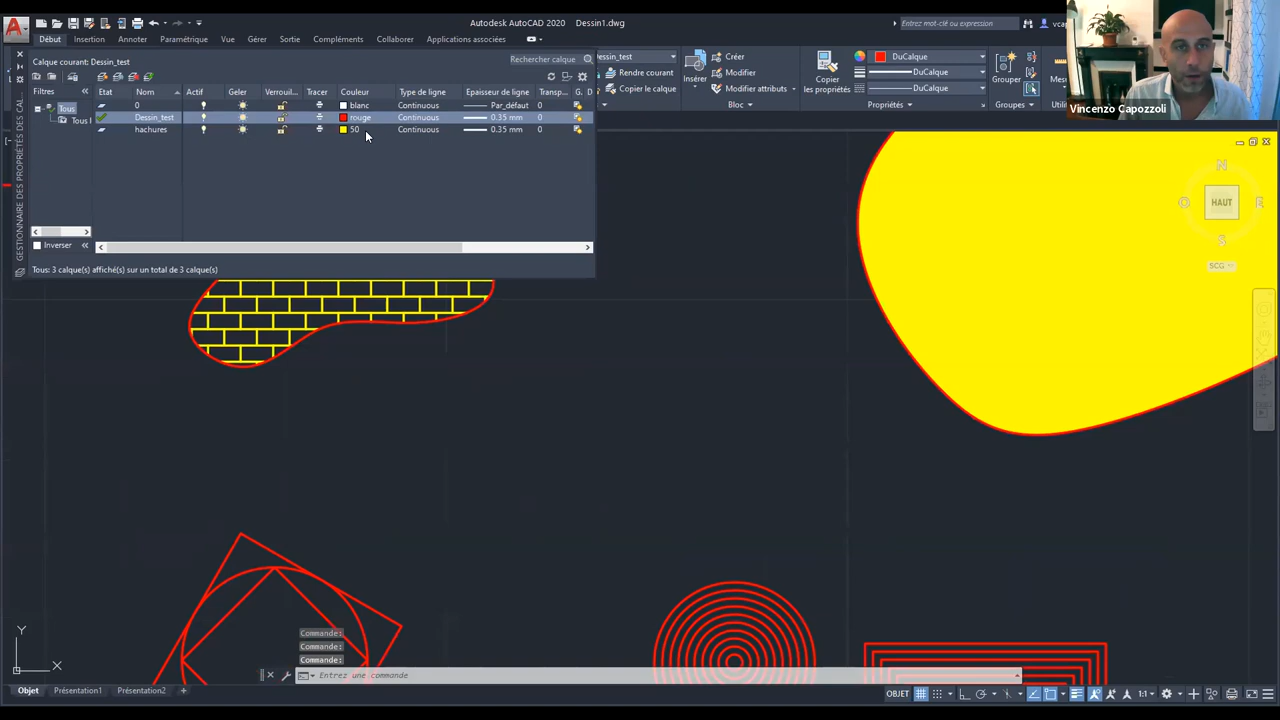 Autodesk AutoCAD 2020 Dessin1.dwg
Entrez mot-clé ou expression
Début Insertion Annoter Paramétrique Vue Gérer Sortie Compléments Collaborer Applications associées
Calque courant: Dessin_test
Rechercher calque
Filtres
Etat Nom Actif Geler Verrouil... Tracer Couleur Type de ligne Epaisseur de ligne Transp... G. D
Tous
0 blanc Continuous Par_défaut 0
Dessin_test rouge Continuous 0.35 mm 0
hachures 50 Continuous 0.35 mm 0
Inverser
Tous: 3 calque(s) affiché(s) sur un total de 3 calque(s)
GESTIONNAIRE DES PROPRIÉTÉS DES CAL
Rendre courant
Copier le calque
Insérer
Créer
Modifier
Modifier attributs
Bloc
Copier les propriétés
DuCalque
DuCalque
DuCalque
Propriétés
Grouper
Groupes
Vincenzo Capozzoli
N
O HAUT E
S
SCG
Y
X
Commande:
Commande:
Commande:
Entrez une commande
Objet Présentation1 Présentation2 +
OBJET
1:1